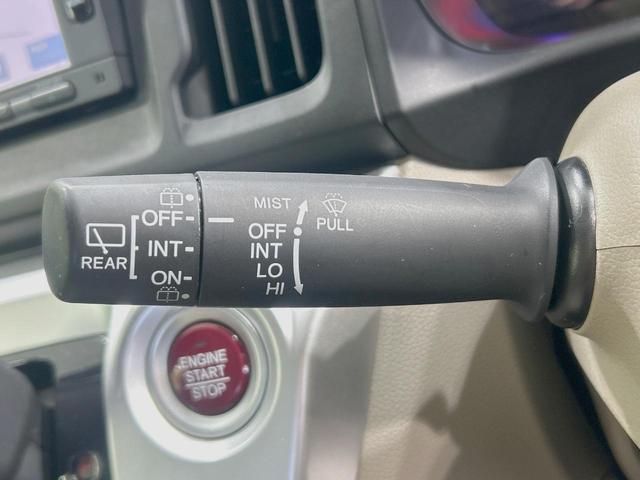 REAR
OFF
INT
ON
MIST
OFF
INT
LO
HI
PULL
ENGINE
START
STOP